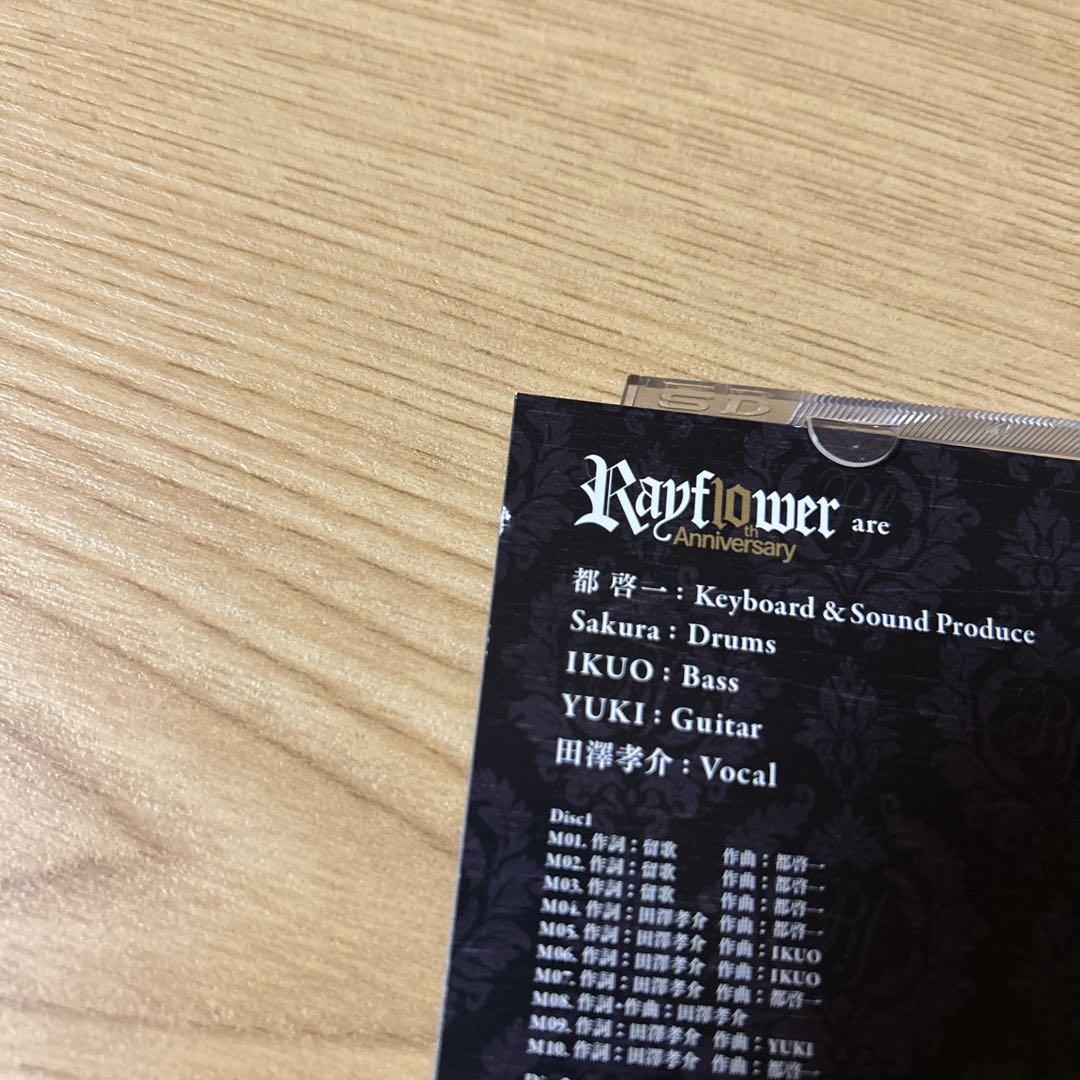 SD
Rayfl10wer are
th
Anniversary
都 啓一：Keyboard & Sound Produce
Sakura：Drums
IKUO：Bass
YUKI：Guitar
田澤孝介：Vocal
Disc1
M01. 作詞：留歌 作曲：都啓一
M02. 作詞：留歌 作曲：都啓一
M03. 作詞：留歌 作曲：都啓一
M04. 作詞：田澤孝介 作曲：都啓一
M05. 作詞：田澤孝介 作曲：IKUO
M06. 作詞：田澤孝介 作曲：IKUO
M07. 作詞：田澤孝介 作曲：都啓一
M08. 作詞・作曲：田澤孝介
M09. 作詞：田澤孝介 作曲：YUKI
M10. 作詞：田澤孝介 作曲：都啓一